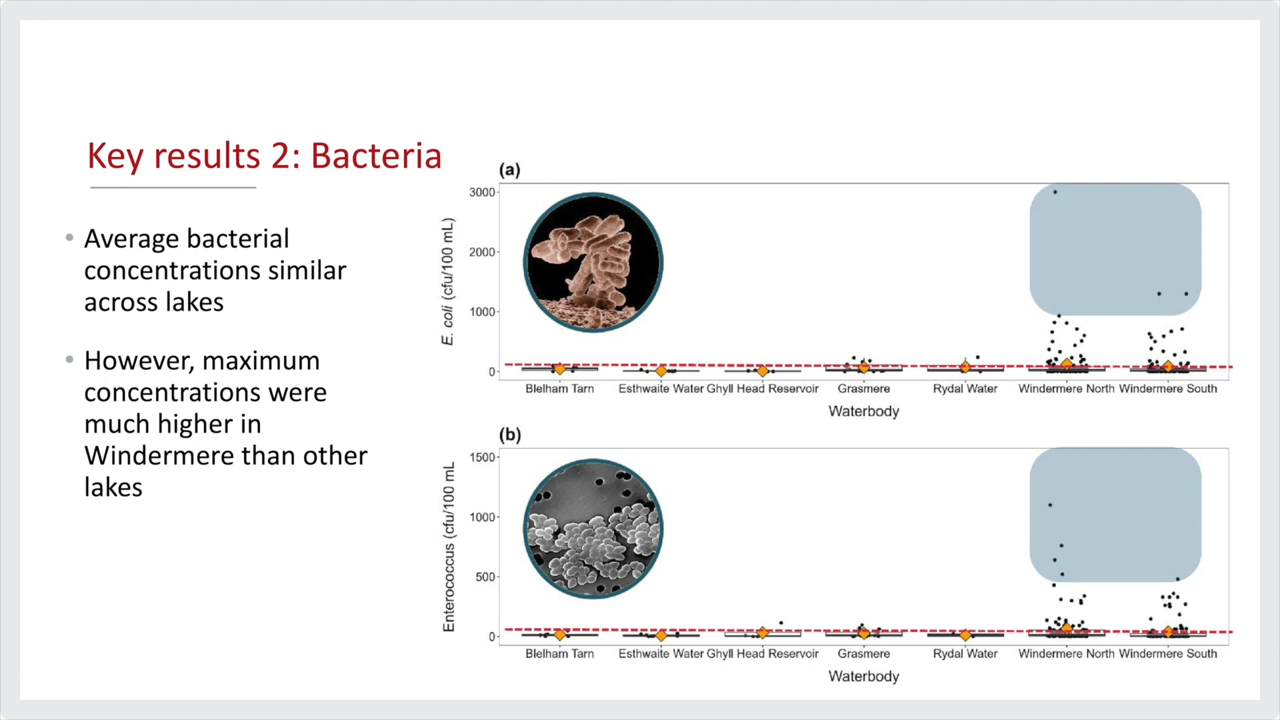 Key results 2: Bacteria
• Average bacterial
concentrations similar
across lakes
• However, maximum
concentrations were
much higher in
Windermere than other
lakes
(a)
E. coli (cfu/100 mL)
3000
2000
1000
0
Blelham Tarn Esthwaite Water Ghyll Head Reservoir Grasmere Rydal Water Windermere North Windermere South
Waterbody
(b)
Enterococcus (cfu/100 mL
1500
1000
500
0
Blelham Tarn Esthwaite Water Ghyll Head Reservoir Grasmere Rydal Water Windermere North Windermere South
Waterbody